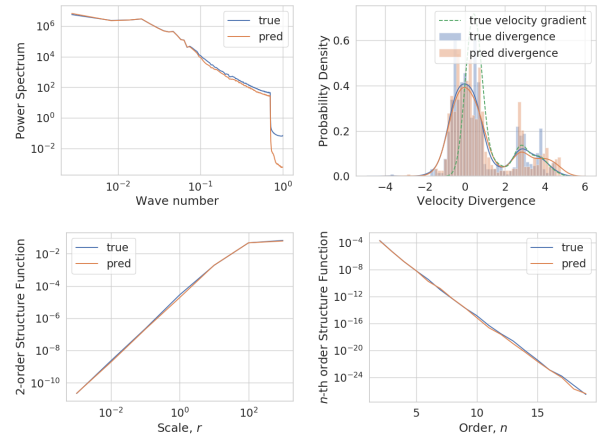 true
pred
10^6
10^4
10^2
10^0
10^−2
Power Spectrum
10^−2
10^−1
10^0
Wave number
true velocity gradient
true divergence
pred divergence
0.6
0.4
0.2
0.0
Probability Density
−4
−2
0
2
4
6
Velocity Divergence
true
pred
10^−2
10^−4
10^−6
10^−8
10^−10
2-order Structure Function
10^−2
10^0
10^2
Scale, r
true
pred
10^−4
10^−8
10^−12
10^−16
10^−20
10^−24
n-th order Structure Function
5
10
15
Order, n